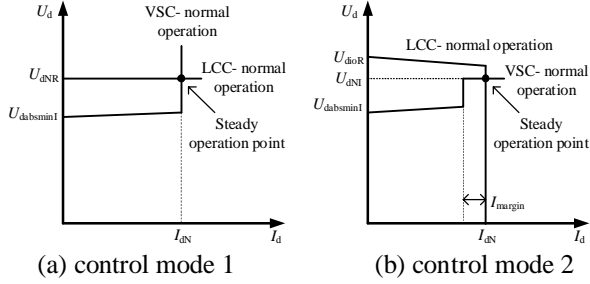 U_d
VSC- normal
operation
U_dNR
LCC- normal
operation
U_dabsminI
Steady
operation point
I_dN
I_d
(a) control mode 1
U_d
LCC- normal operation
U_dioR
U_dNI
VSC- normal
operation
U_dabsminI
Steady
operation point
I_margin
I_dN
I_d
(b) control mode 2